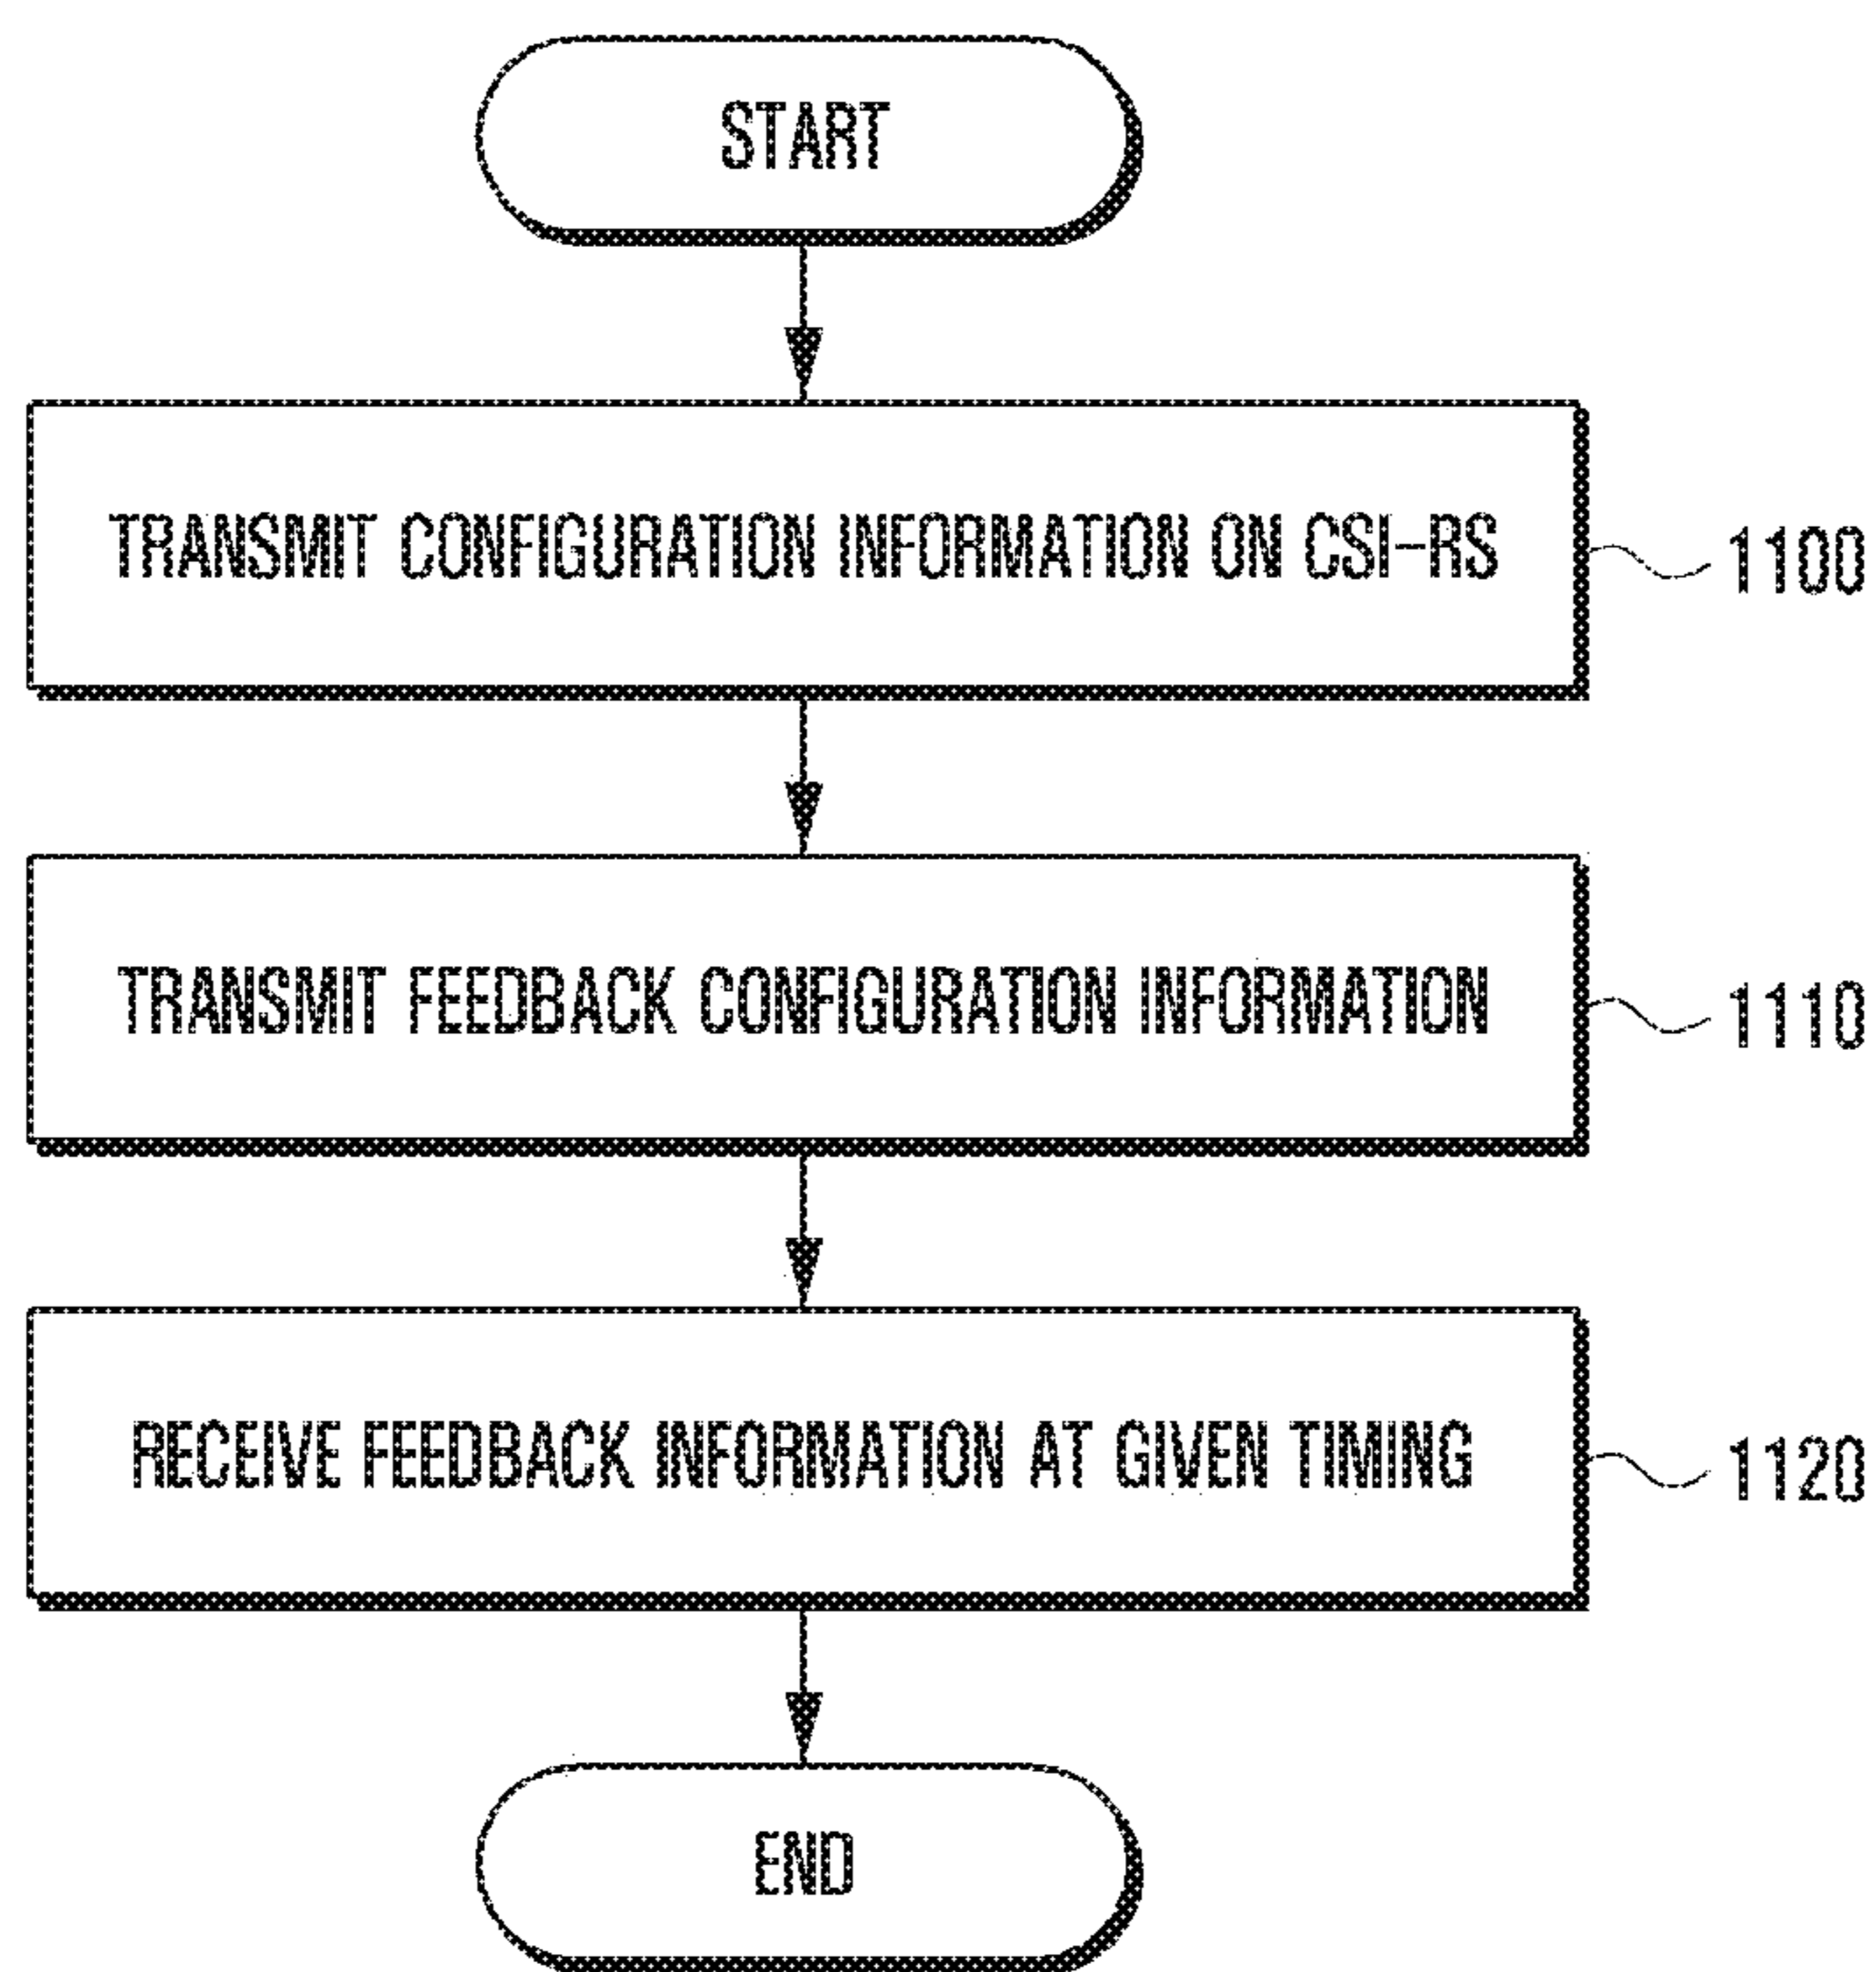 START
TRANSMIT CONFIGURATION INFORMATION ON CSI-RS
1100
TRANSMIT FEEDBACK CONFIGURATION INFORMATION
1110
RECEIVE FEEDBACK INFORMATION AT GIVEN TIMING
1120
END